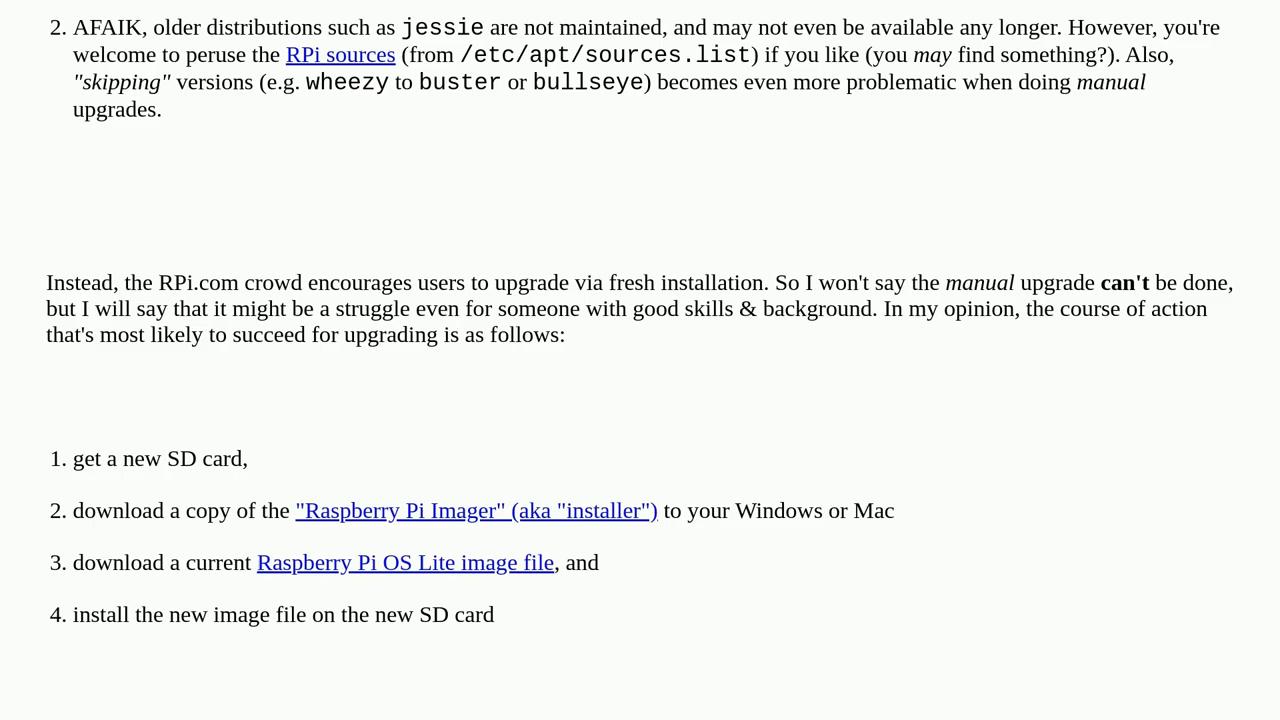 2. AFAIK, older distributions such as jessie are not maintained, and may not even be available any longer. However, you're
welcome to peruse the RPi sources (from /etc/apt/sources.list) if you like (you may find something?). Also,
"skipping" versions (e.g. wheezy to buster or bullseye) becomes even more problematic when doing manual
upgrades.
Instead, the RPi.com crowd encourages users to upgrade via fresh installation. So I won't say the manual upgrade can't be done,
but I will say that it might be a struggle even for someone with good skills & background. In my opinion, the course of action
that's most likely to succeed for upgrading is as follows:
1. get a new SD card,
2. download a copy of the "Raspberry Pi Imager" (aka "installer") to your Windows or Mac
3. download a current Raspberry Pi OS Lite image file, and
4. install the new image file on the new SD card